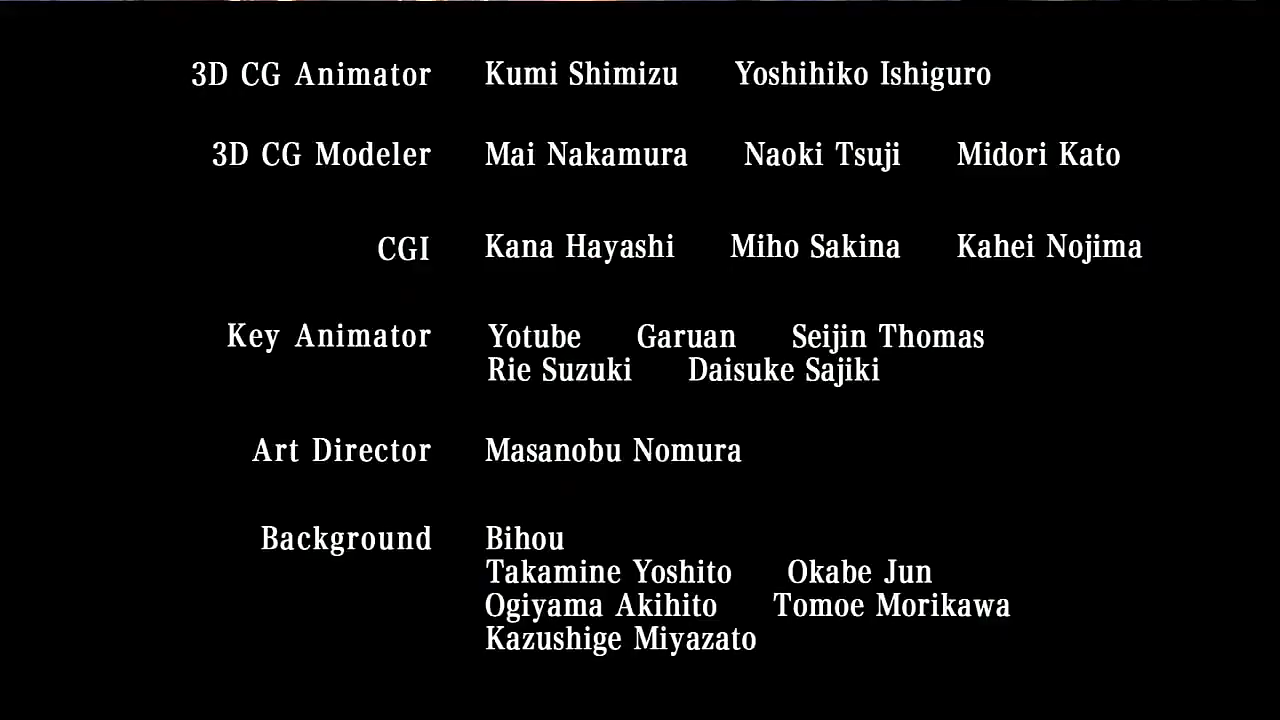 3D CG Animator Kumi Shimizu Yoshihiko Ishiguro
3D CG Modeler Mai Nakamura Naoki Tsuji Midori Kato
CGI Kana Hayashi Miho Sakina Kahei Nojima
Key Animator Yotube Garuan Seijin Thomas
Rie Suzuki Daisuke Sajiki
Art Director Masanobu Nomura
Background Bihou
Takamine Yoshito Okabe Jun
Ogiyama Akihito Tomoe Morikawa
Kazushige Miyazato